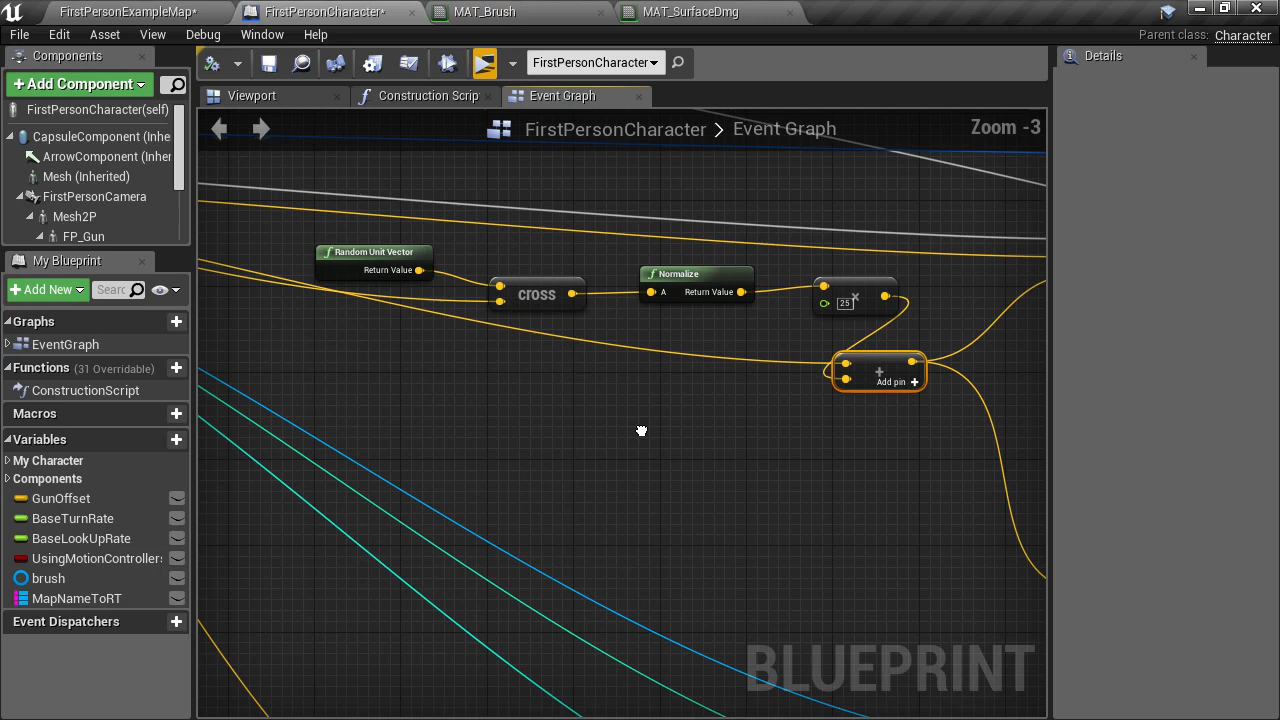 FirstPersonExampleMap*
FirstPersonCharacter*
MAT_Brush
MAT_SurfaceDmg
File
Edit
Asset
View
Debug
Window
Help
Parent class: Character
Components
Add Component
FirstPersonCharacter(self)
CapsuleComponent (Inhe
ArrowComponent (Inher
Mesh (Inherited)
FirstPersonCamera
Mesh2P
FP_Gun
My Blueprint
Add New
Searc
Graphs
EventGraph
Functions (31 Overridable)
ConstructionScript
Macros
Variables
My Character
Components
GunOffset
BaseTurnRate
BaseLookUpRate
UsingMotionControllers
brush
MapNameToRT
Event Dispatchers
FirstPersonCharacter
Viewport
Construction Scrip
Event Graph
FirstPersonCharacter > Event Graph
Zoom -3
Random Unit Vector
Return Value
cross
Normalize
A
Return Value
25
×
+
Add pin +
BLUEPRINT
Details